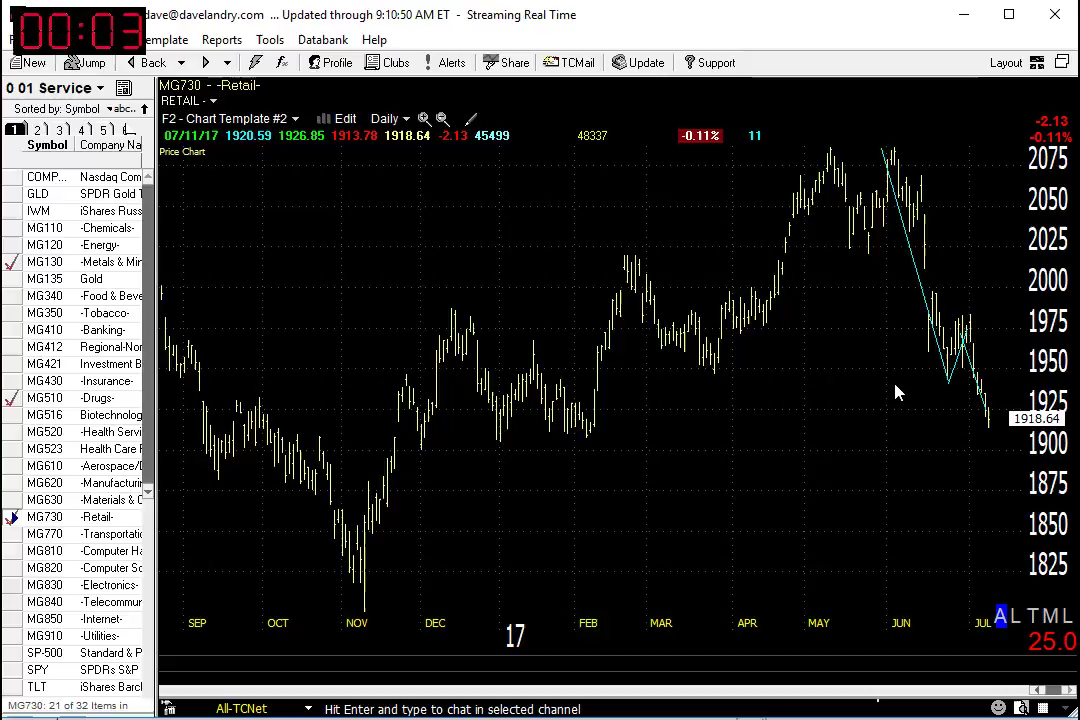 dave@davelandry.com ... Updated through 9:10:50 AM ET - Streaming Real Time
00:03
emplate Reports Tools Databank Help
New Jump Back Profile Clubs Alerts Share TCMail Update Support Layout
0 01 Service
Sorted by: Symbol abc..
1 2 3 4 5
Symbol Company Na
COMP... Nasdaq Com
GLD SPDR Gold T
IWM iShares Russ
MG110 -Chemicals-
MG120 -Energy-
MG130 -Metals & Min
MG135 Gold
MG340 -Food & Beve
MG350 -Tobacco-
MG410 -Banking-
MG412 Regional-Nor
MG421 Investment B
MG430 -Insurance-
MG510 -Drugs-
MG516 Biotechnolog
MG520 -Health Servi
MG523 Health Care F
MG610 -Aerospace/D
MG620 -Manufacturin
MG630 -Materials & C
MG730 -Retail-
MG770 -Transportatio
MG810 -Computer Ha
MG820 -Computer So
MG830 -Electronics-
MG840 -Telecommur
MG850 -Internet-
MG910 -Utilities-
SP-500 Standard & P
SPY SPDRs S&P
TLT iShares Barcl
MG730: 21 of 32 Items in
MG730 - -Retail-
RETAIL -
F2 - Chart Template #2 Edit Daily
07/11/17 1920.59 1926.85 1913.78 1918.64 -2.13 45499 48337 -0.11% 11
Price Chart
-2.13
-0.11%
2075
2050
2025
2000
1975
1950
1925
1918.64
1900
1875
1850
1825
SEP OCT NOV DEC 17 FEB MAR APR MAY JUN JUL
A L T M L
25.0
All-TCNet Hit Enter and type to chat in selected channel